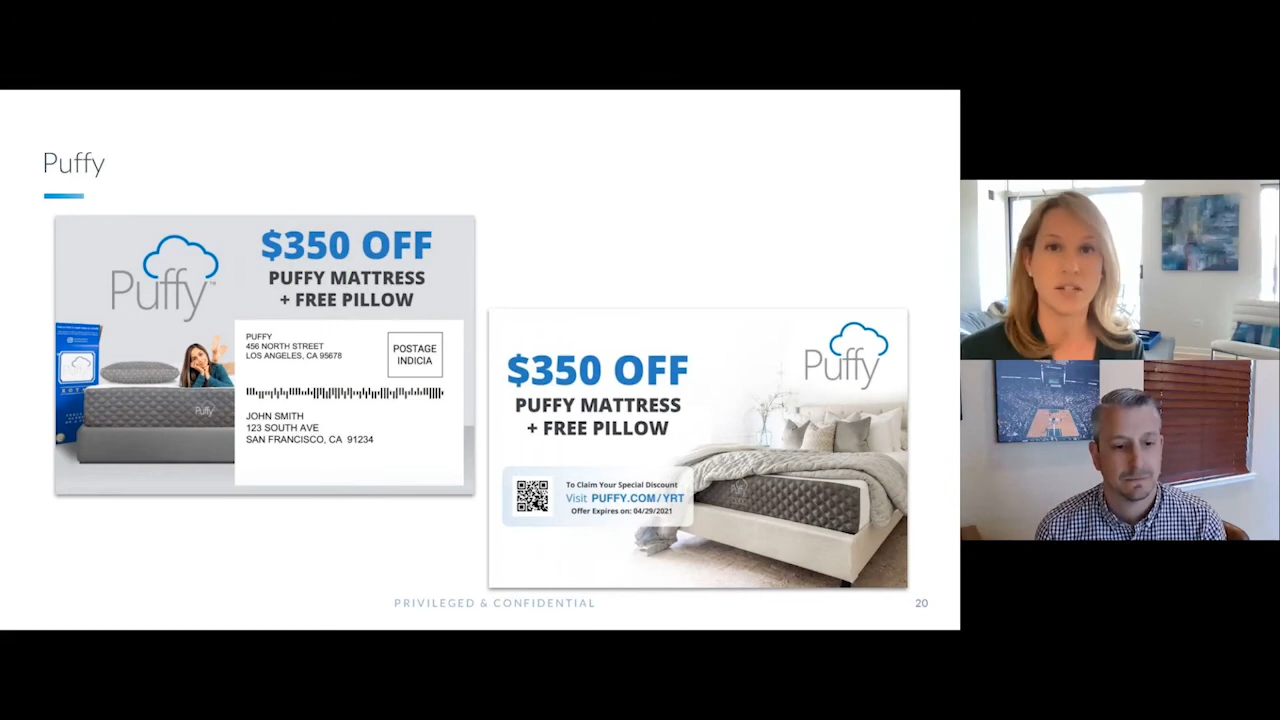 Puffy
Puffy™
$350 OFF
PUFFY MATTRESS
+ FREE PILLOW
PUFFY
456 NORTH STREET
LOS ANGELES, CA 95678
POSTAGE
INDICIA
JOHN SMITH
123 SOUTH AVE
SAN FRANCISCO, CA 91234
Puffy
Puffy
$350 OFF
PUFFY MATTRESS
+ FREE PILLOW
To Claim Your Special Discount
Visit PUFFY.COM/YRT
Offer Expires on: 04/29/2021
PRIVILEGED & CONFIDENTIAL
20